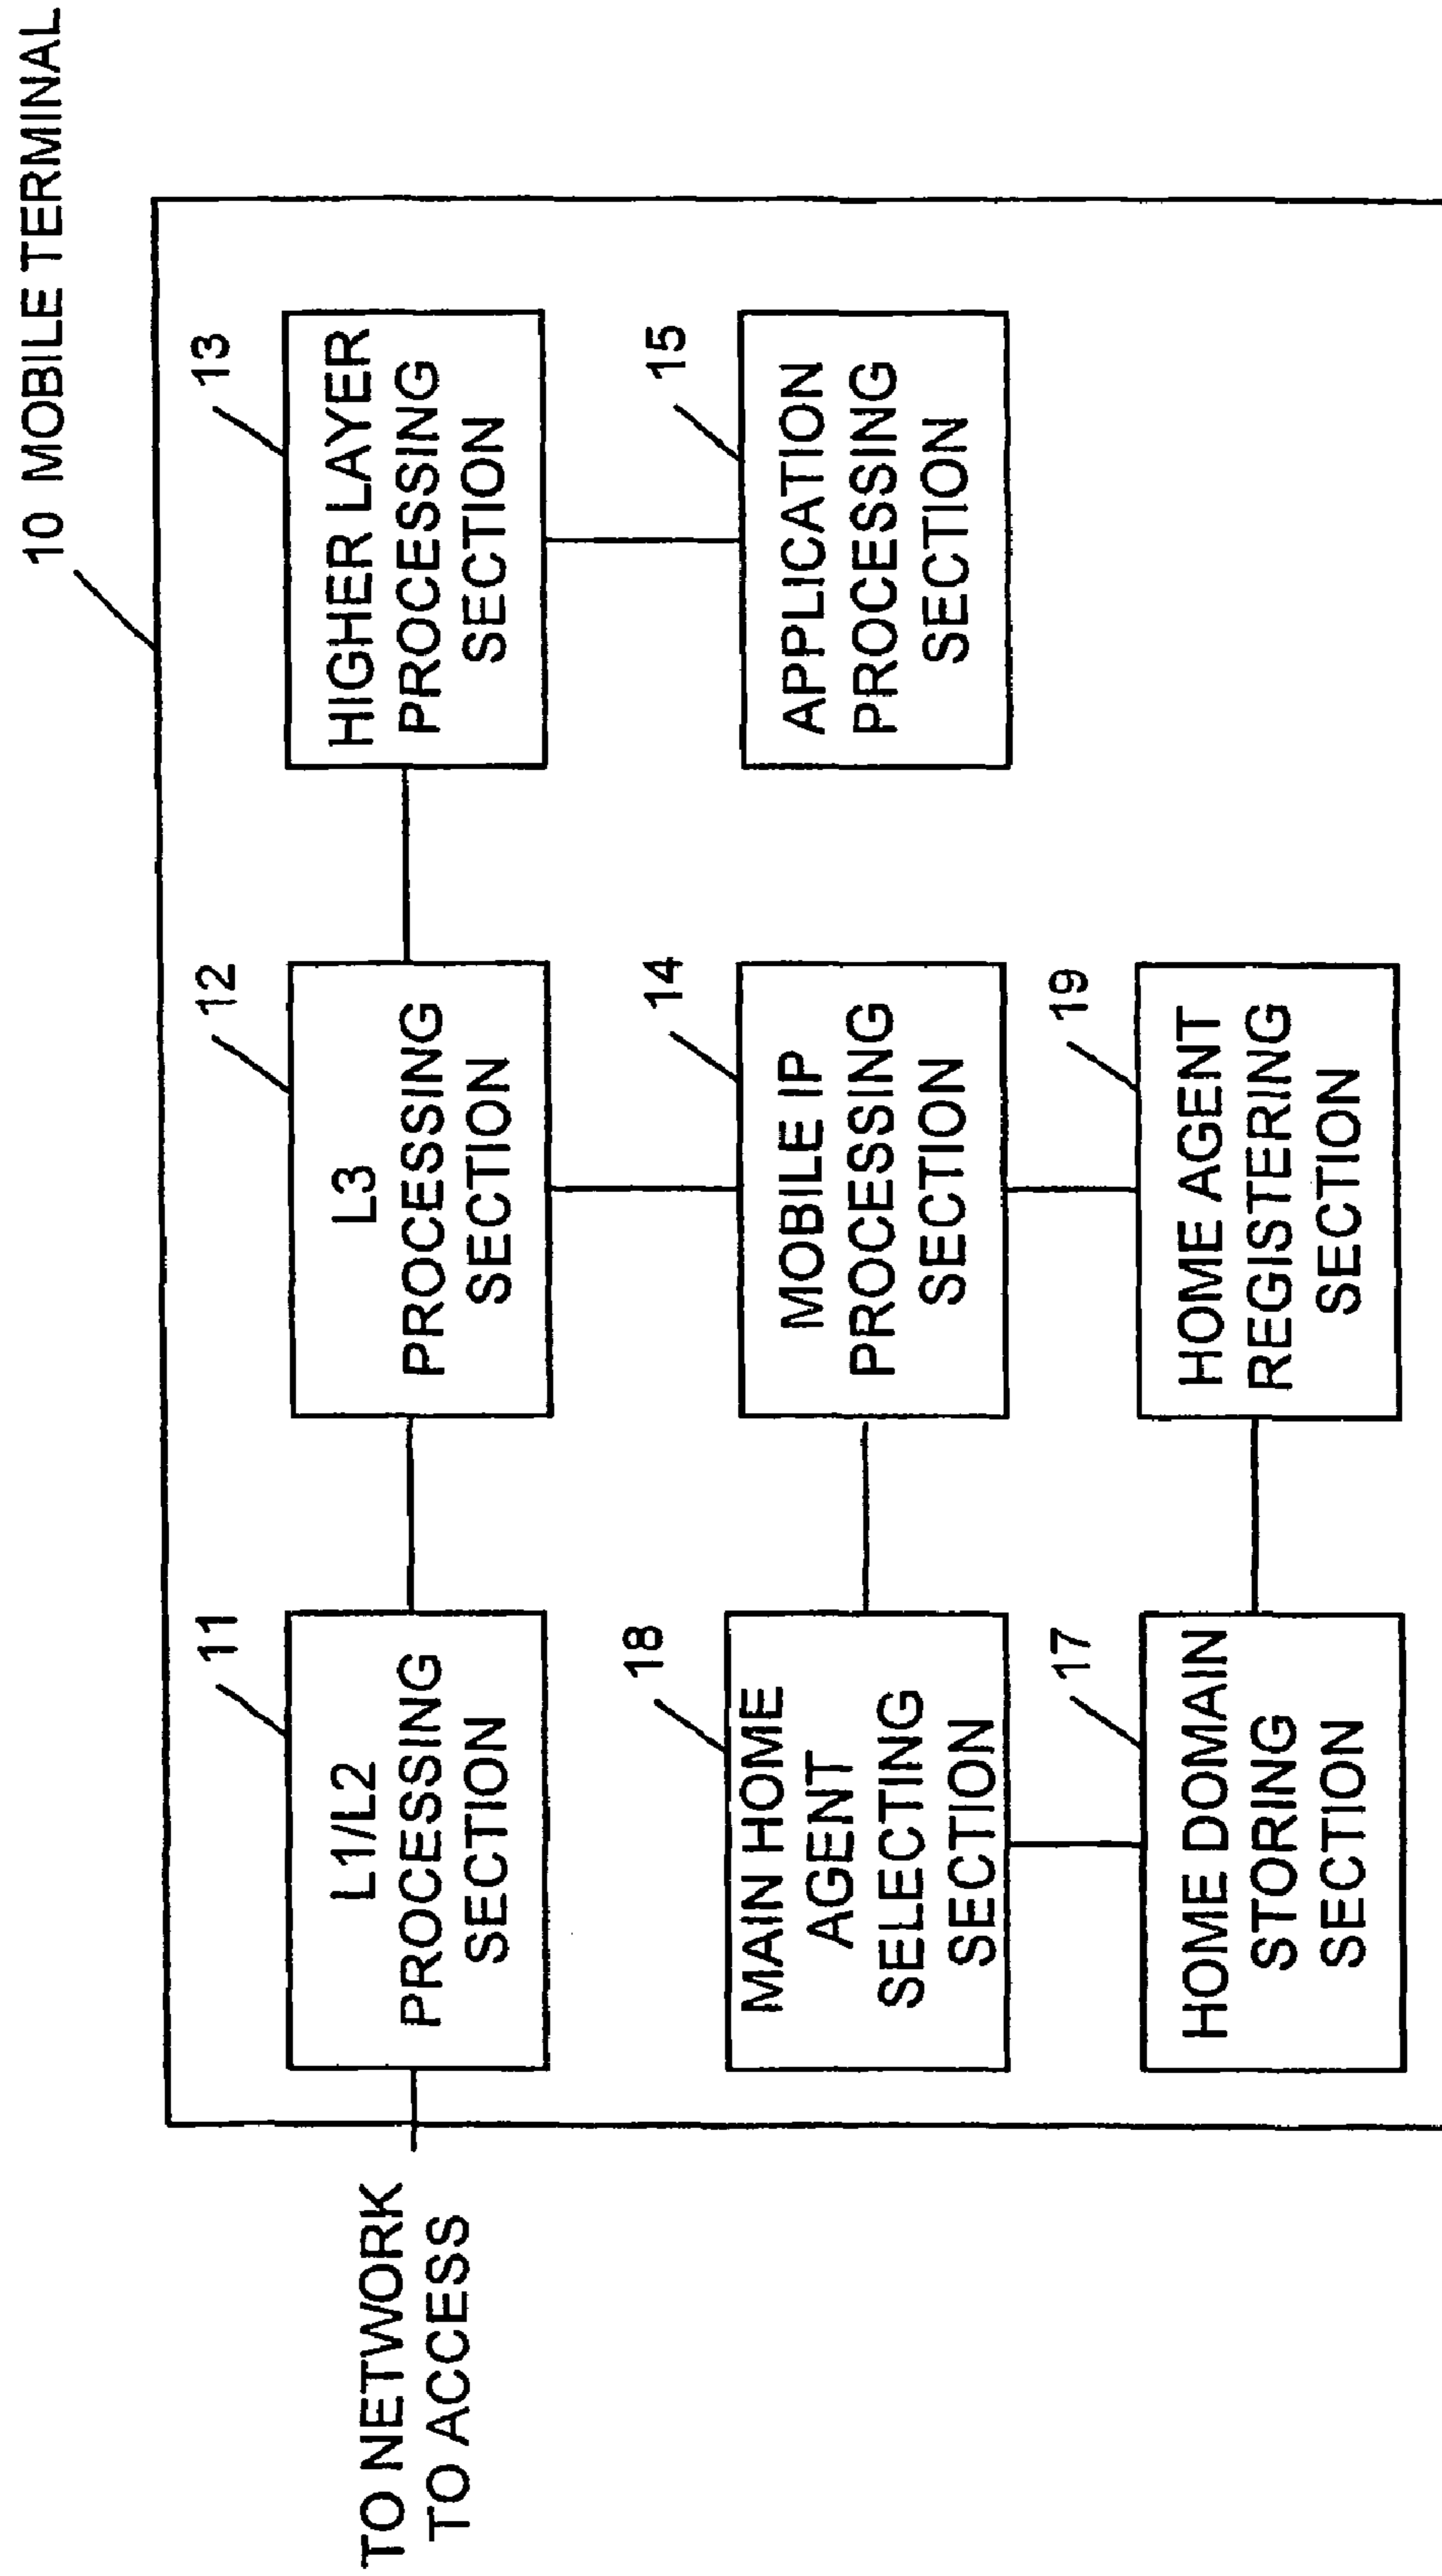 10 MOBILE TERMINAL
TO NETWORK
TO ACCESS
11
L1/L2
PROCESSING
SECTION
12
L3
PROCESSING
SECTION
13
HIGHER LAYER
PROCESSING
SECTION
18
MAIN HOME
AGENT
SELECTING
SECTION
14
MOBILE IP
PROCESSING
SECTION
15
APPLICATION
PROCESSING
SECTION
17
HOME DOMAIN
STORING
SECTION
19
HOME AGENT
REGISTERING
SECTION